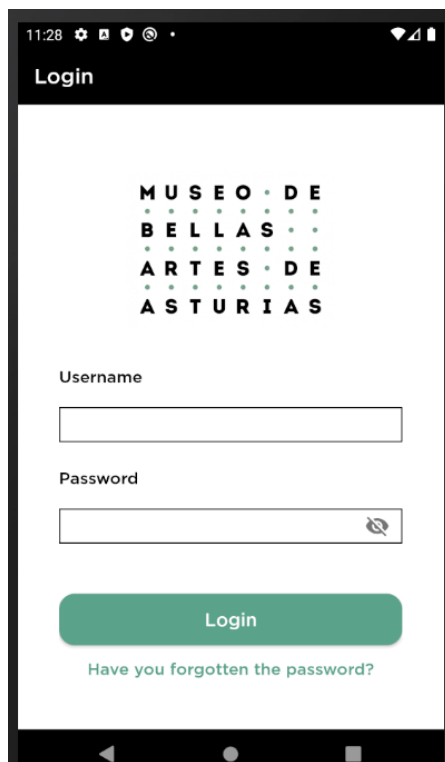 11:28
Login
MUSEO DE
BELLAS
ARTES DE
ASTURIAS
Username
Password
Login
Have you forgotten the password?